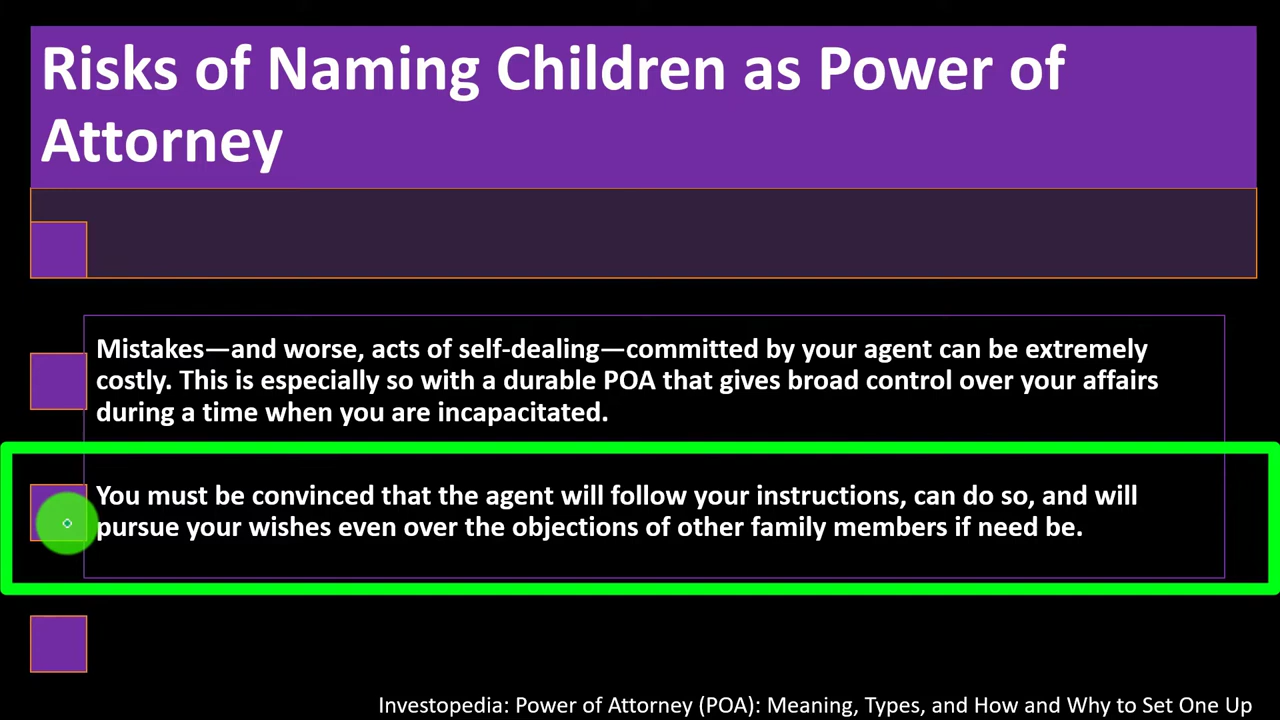 Risks of Naming Children as Power of
Attorney
Mistakes—and worse, acts of self-dealing—committed by your agent can be extremely
costly. This is especially so with a durable POA that gives broad control over your affairs
during a time when you are incapacitated.
You must be convinced that the agent will follow your instructions, can do so, and will
pursue your wishes even over the objections of other family members if need be.
Investopedia: Power of Attorney (POA): Meaning, Types, and How and Why to Set One Up